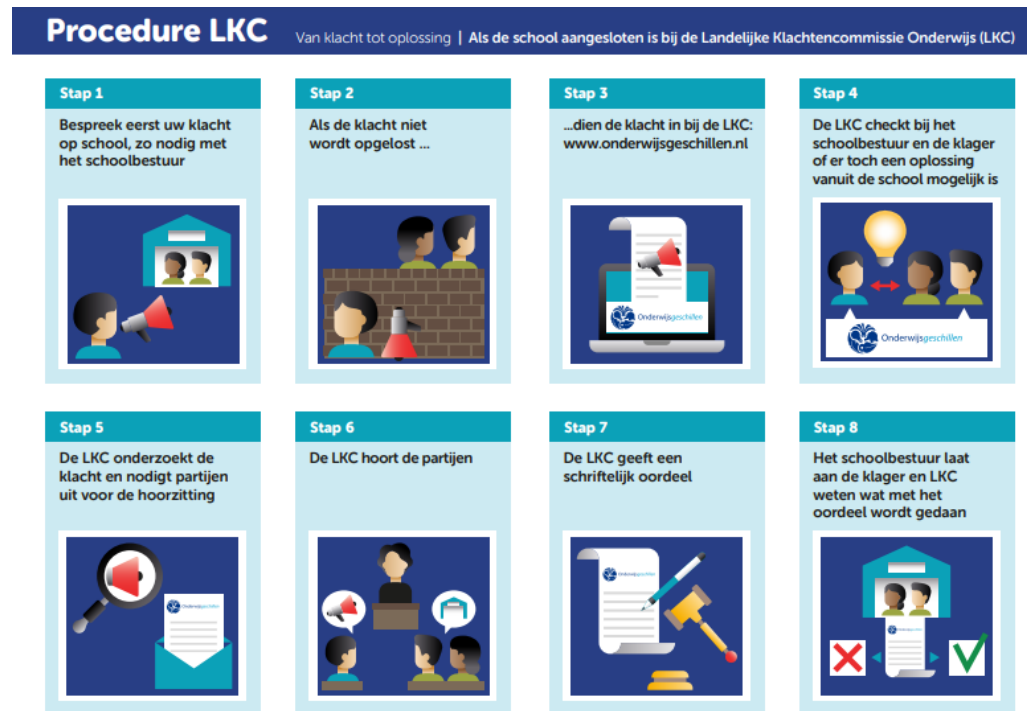 Procedure LKC Van klacht tot oplossing | Als de school aangesloten is bij de Landelijke Klachtencommissie Onderwijs (LKC)
Stap 1
Bespreek eerst uw klacht
op school, zo nodig met
het schoolbestuur
Stap 2
Als de klacht niet
wordt opgelost ...
Stap 3
...dien de klacht in bij de LKC:
www.onderwijsgeschillen.nl
Onderwijsgeschillen
Stap 4
De LKC checkt bij het
schoolbestuur en de klager
of er toch een oplossing
vanuit de school mogelijk is
Onderwijsgeschillen
Stap 5
De LKC onderzoekt de
klacht en nodigt partijen
uit voor de hoorzitting
Onderwijsgeschillen
Stap 6
De LKC hoort de partijen
Stap 7
De LKC geeft een
schriftelijk oordeel
Onderwijsgeschillen
Stap 8
Het schoolbestuur laat
aan de klager en LKC
weten wat met het
oordeel wordt gedaan
Onderwijsgeschillen